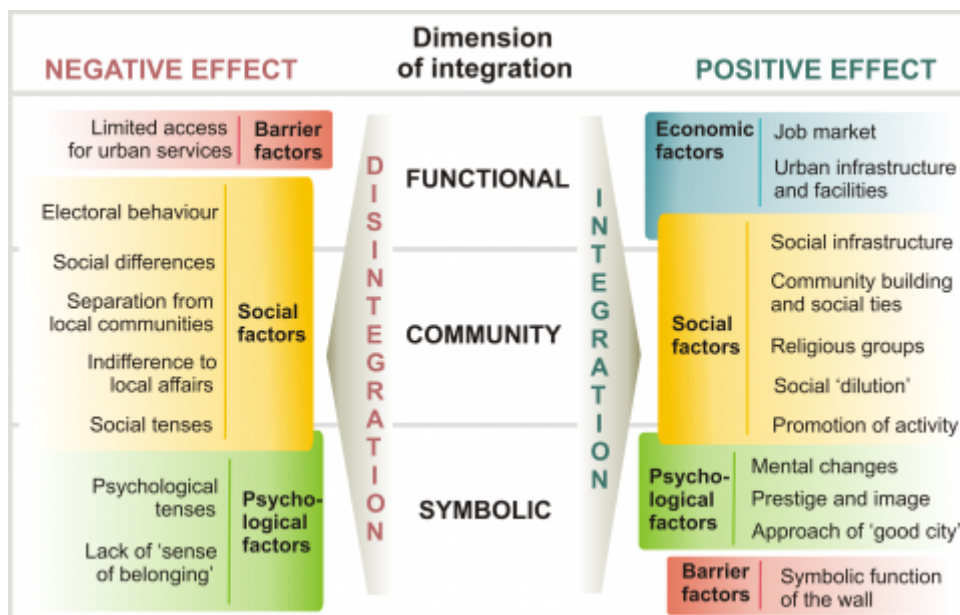 NEGATIVE EFFECT
Dimension
of integration
POSITIVE EFFECT
Limited access
for urban services
Barrier
factors
Electoral behaviour
Social differences
Separation from
local communities
Indifference to
local affairs
Social tenses
Social
factors
Psychological
tenses
Lack of ‘sense
of belonging’
Psycho-
logical
factors
DISINTEGRATION
FUNCTIONAL
COMMUNITY
SYMBOLIC
INTEGRATION
Economic
factors
Job market
Urban infrastructure
and facilities
Social
factors
Social infrastructure
Community building
and social ties
Religious groups
Social ‘dilution’
Promotion of activity
Psycho-
logical
factors
Mental changes
Prestige and image
Approach of ‘good city’
Barrier
factors
Symbolic function
of the wall